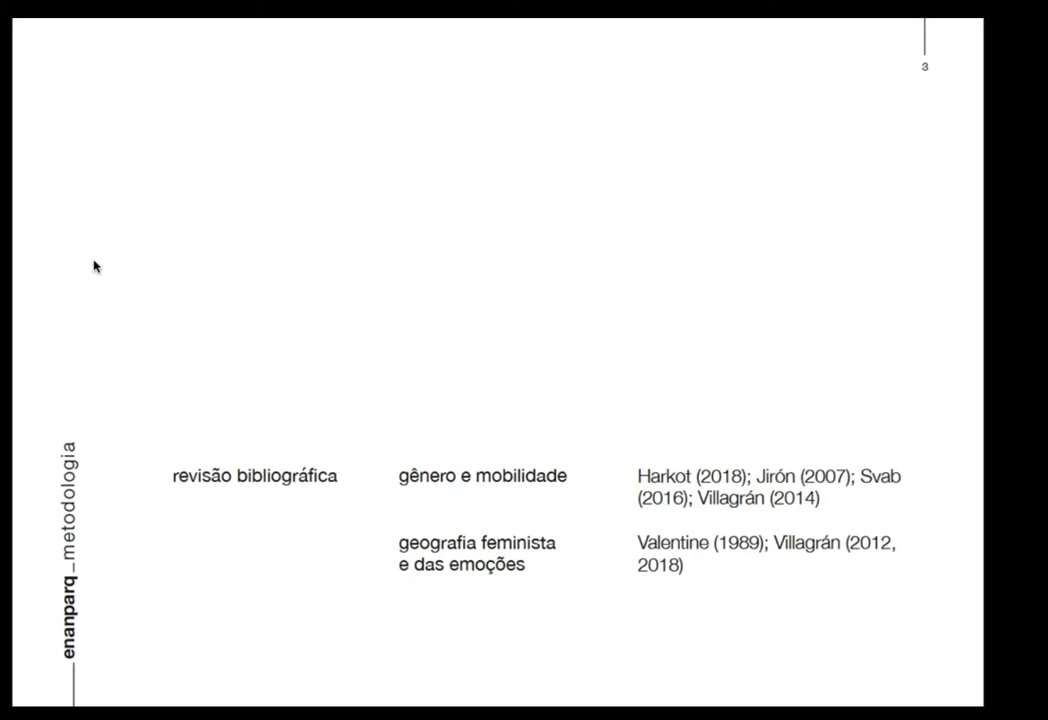 3
enanparq_metodologia
revisão bibliográfica
gênero e mobilidade
Harkot (2018); Jirón (2007); Svab
(2016); Villagrán (2014)
geografia feminista
e das emoções
Valentine (1989); Villagrán (2012,
2018)